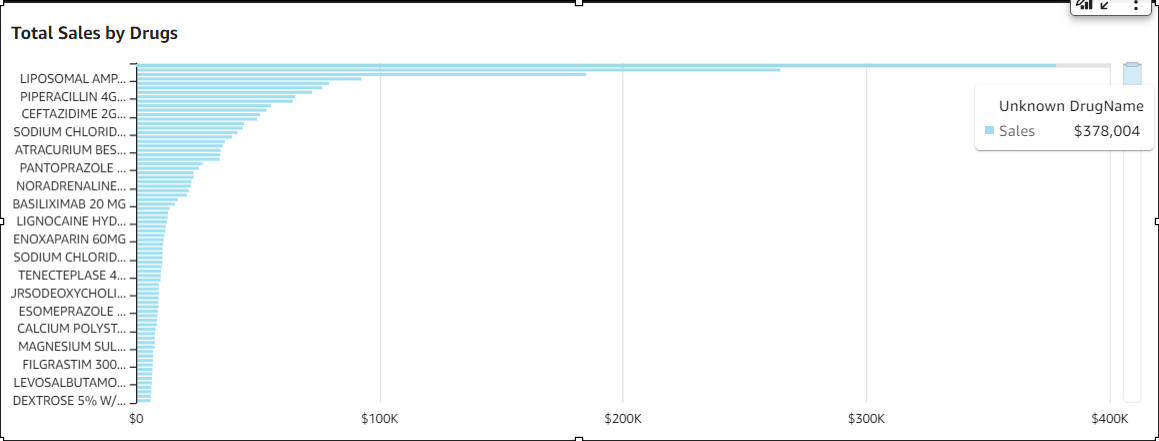 Total Sales by Drugs
LIPOSOMAL AMP...
PIPERACILLIN 4G...
CEFTAZIDIME 2G...
SODIUM CHLORID...
ATRACURIUM BES...
PANTOPRAZOLE ...
NORADRENALINE...
BASILIXIMAB 20 MG
LIGNOCAINE HYD...
ENOXAPARIN 60MG
SODIUM CHLORID...
TENECTEPLASE 4...
JRSODEOXYCHOLI...
ESOMEPRAZOLE ...
CALCIUM POLYST...
MAGNESIUM SUL...
FILGRASTIM 300...
LEVOSALBUTAMO...
DEXTROSE 5% W/...
$0 $100K $200K $300K $400K
Unknown DrugName
Sales $378,004